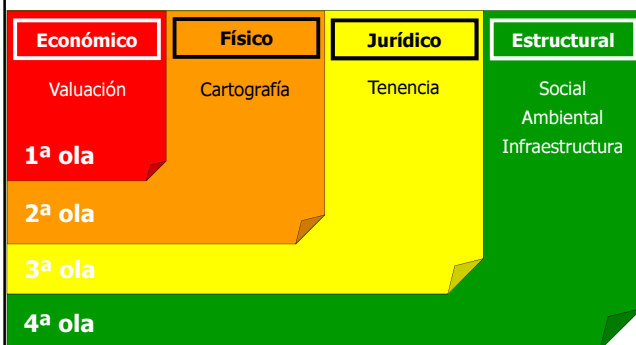 Económico
Físico
Jurídico
Estructural
Valuación
Cartografía
Tenencia
Social
Ambiental
Infraestructura
1ª ola
2ª ola
3ª ola
4ª ola